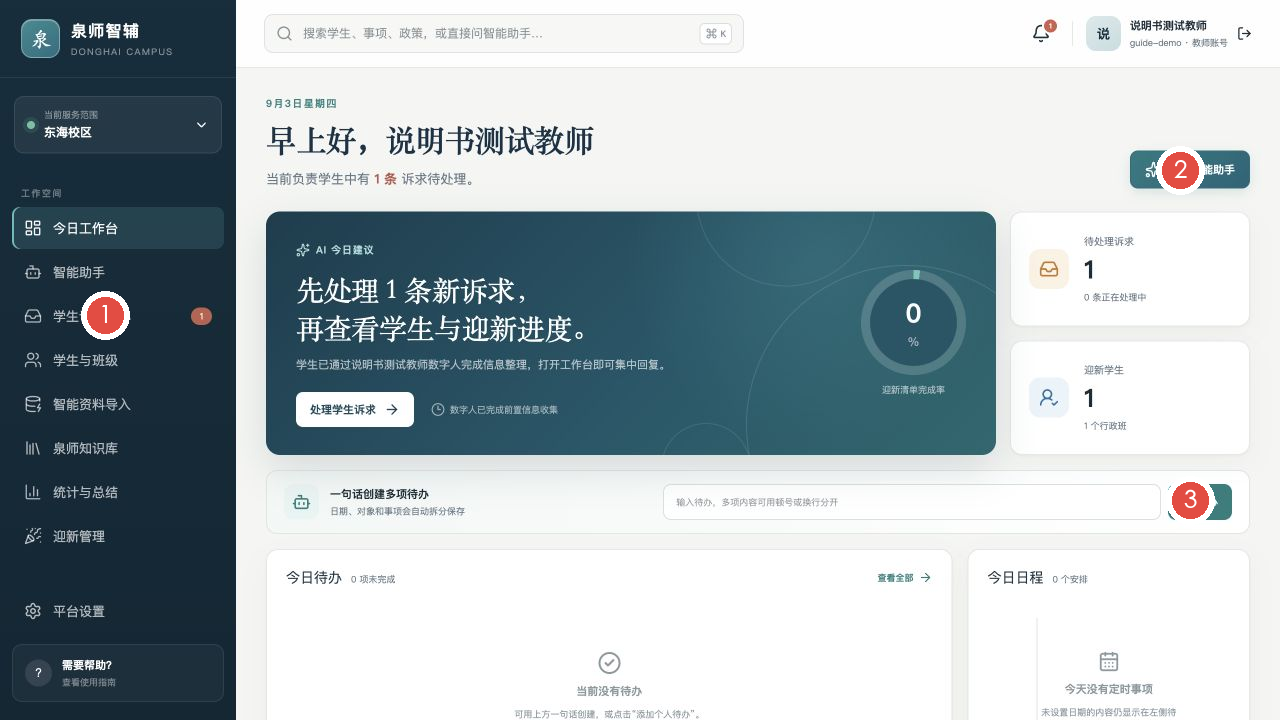 泉
泉师智辅
DONGHAI CAMPUS
当前服务范围
东海校区
工作空间
今日工作台
智能助手
学生
1
1
学生与班级
智能资料导入
泉师知识库
统计与总结
迎新管理
平台设置
?
需要帮助?
查看使用指南
搜索学生、事项、政策，或直接问智能助手...
⌘ K
1
说
说明书测试教师
guide-demo · 教师账号
9月3日星期四
早上好，说明书测试教师
当前负责学生中有 1 条 诉求待处理。
2
能助手
AI 今日建议
先处理 1 条新诉求，
再查看学生与迎新进度。
学生已通过说明书测试教师数字人完成信息整理，打开工作台即可集中回复。
处理学生诉求
数字人已完成前置信息收集
0
%
迎新清单完成率
待处理诉求
1
0 条正在处理中
迎新学生
1
1 个行政班
一句话创建多项待办
日期、对象和事项会自动拆分保存
输入待办，多项内容可用顿号或换行分开
3
今日待办 0 项未完成
查看全部
当前没有待办
可用上方一句话创建，或点击“添加个人待办”。
今日日程 0 个安排
今天没有定时事项
未设置日期的内容仍显示在左侧待